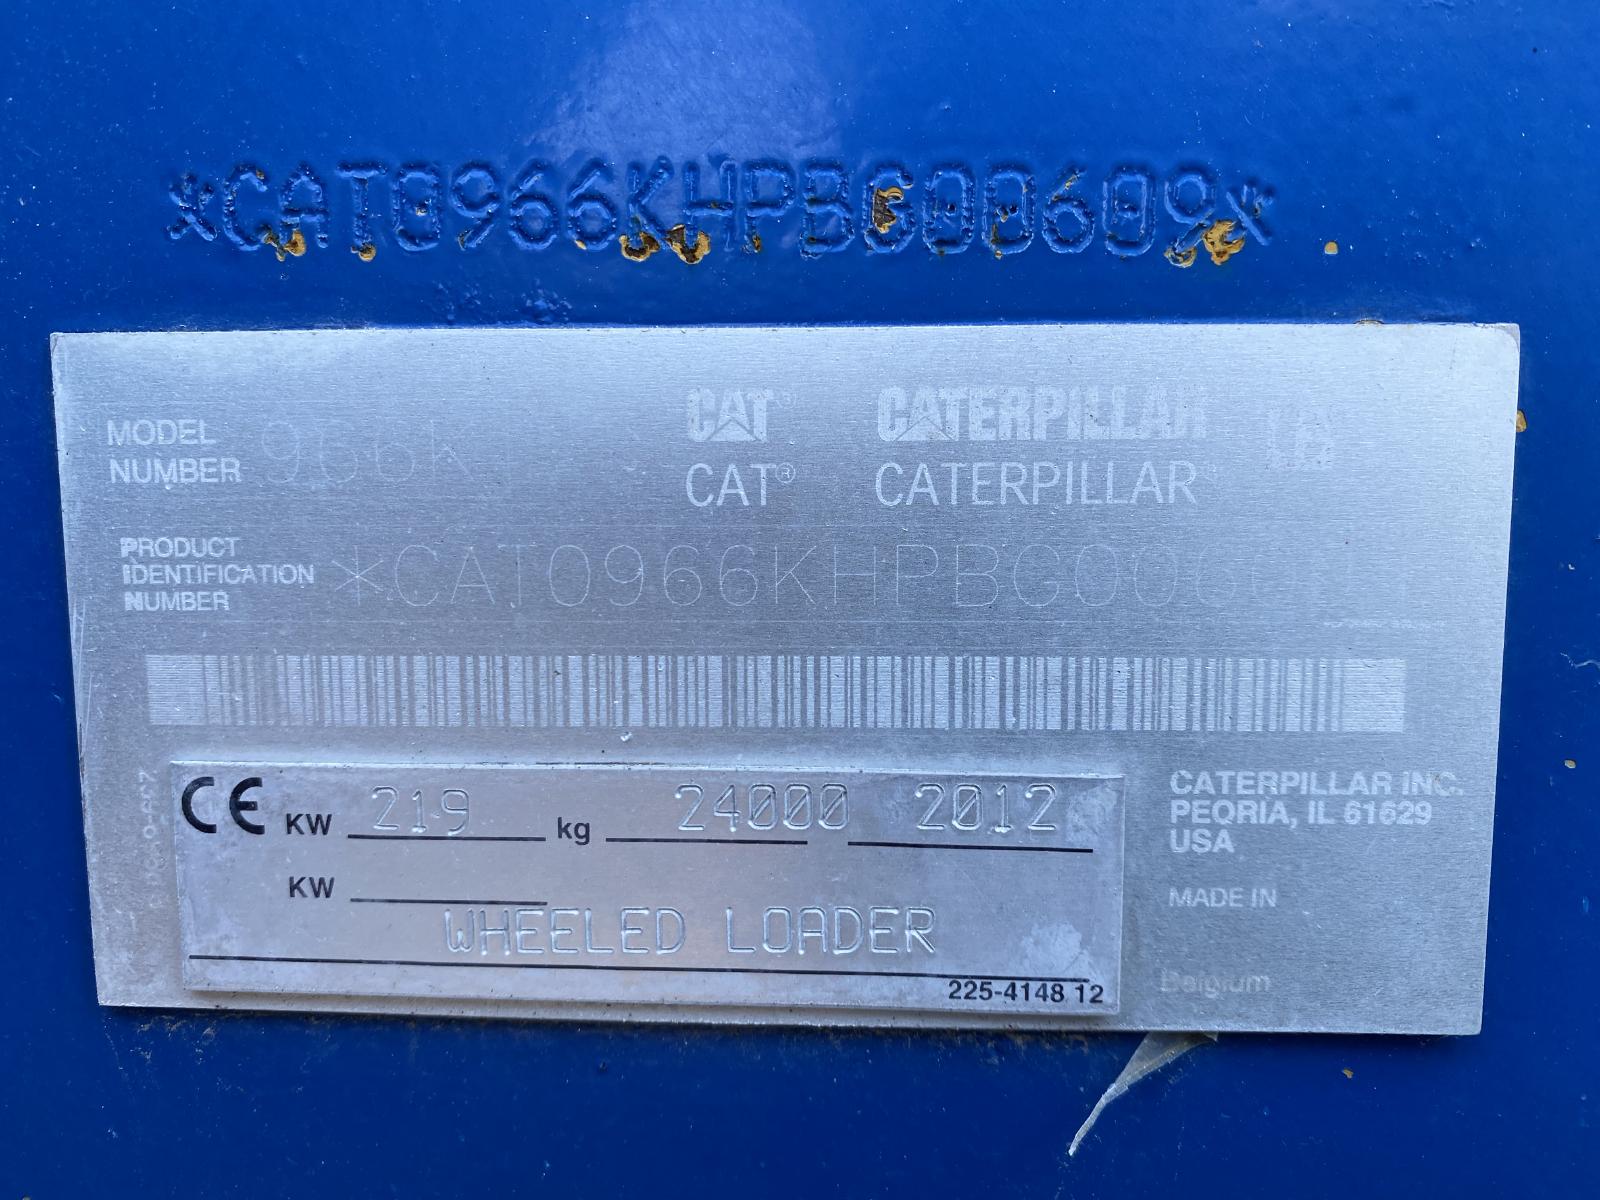 *CAT0966KHPBG00609*
MODEL
NUMBER 966K
CAT® CATERPILLAR
CAT® CATERPILLAR
PRODUCT
IDENTIFICATION
NUMBER
*CAT0966KHPBG006
CE KW 219 kg 24000 2012
KW
WHEELED LOADER
225-4148 12
CATERPILLAR INC.
PEORIA, IL 61629
USA
MADE IN
Belgium